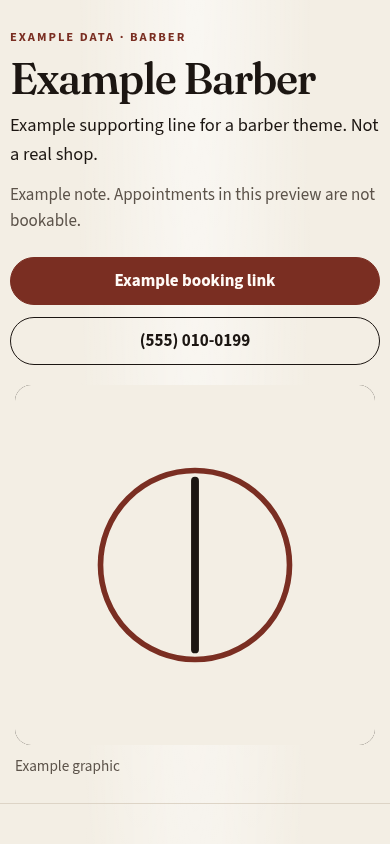 EXAMPLE DATA · BARBER
Example Barber
Example supporting line for a barber theme. Not
a real shop.
Example note. Appointments in this preview are not
bookable.
Example booking link
(555) 010-0199
Example graphic